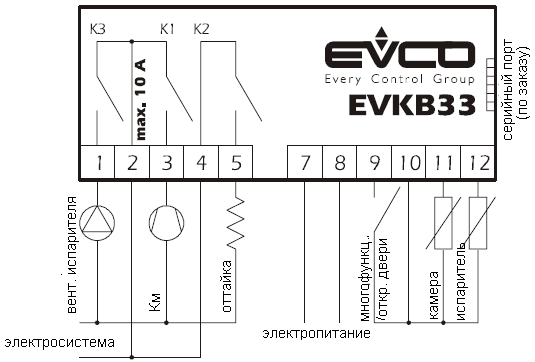 K3 K1 K2
max. 10 A
EVCO
Every Control Group
EVKB33
серийный порт
(по заказу)
1 2 3 4 5 7 8 9 10 11 12
вент. испарителя
Км
оттайка
многофункц..
/откр. двери
камера
испаритель
электропитание
электросистема